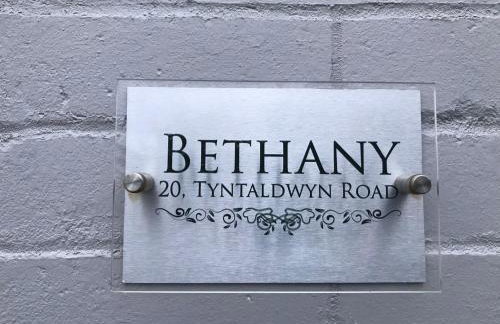 BETHANY
20, TYNTALDWYN ROAD